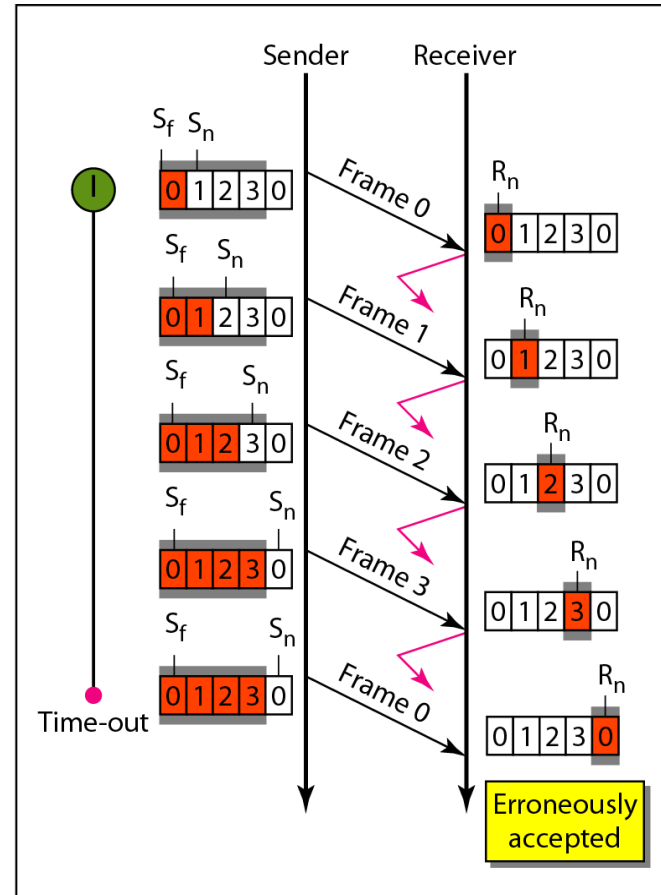 Sender Receiver
Sf Sn
0 1 2 3 0
Frame 0
Rn
0 1 2 3 0
Sf Sn
0 1 2 3 0
Frame 1
Rn
0 1 2 3 0
Sf Sn
0 1 2 3 0
Frame 2
Rn
0 1 2 3 0
Sf Sn
0 1 2 3 0
Frame 3
Rn
0 1 2 3 0
Sf Sn
0 1 2 3 0
Frame 0
Rn
0 1 2 3 0
Time-out
Erroneously
accepted